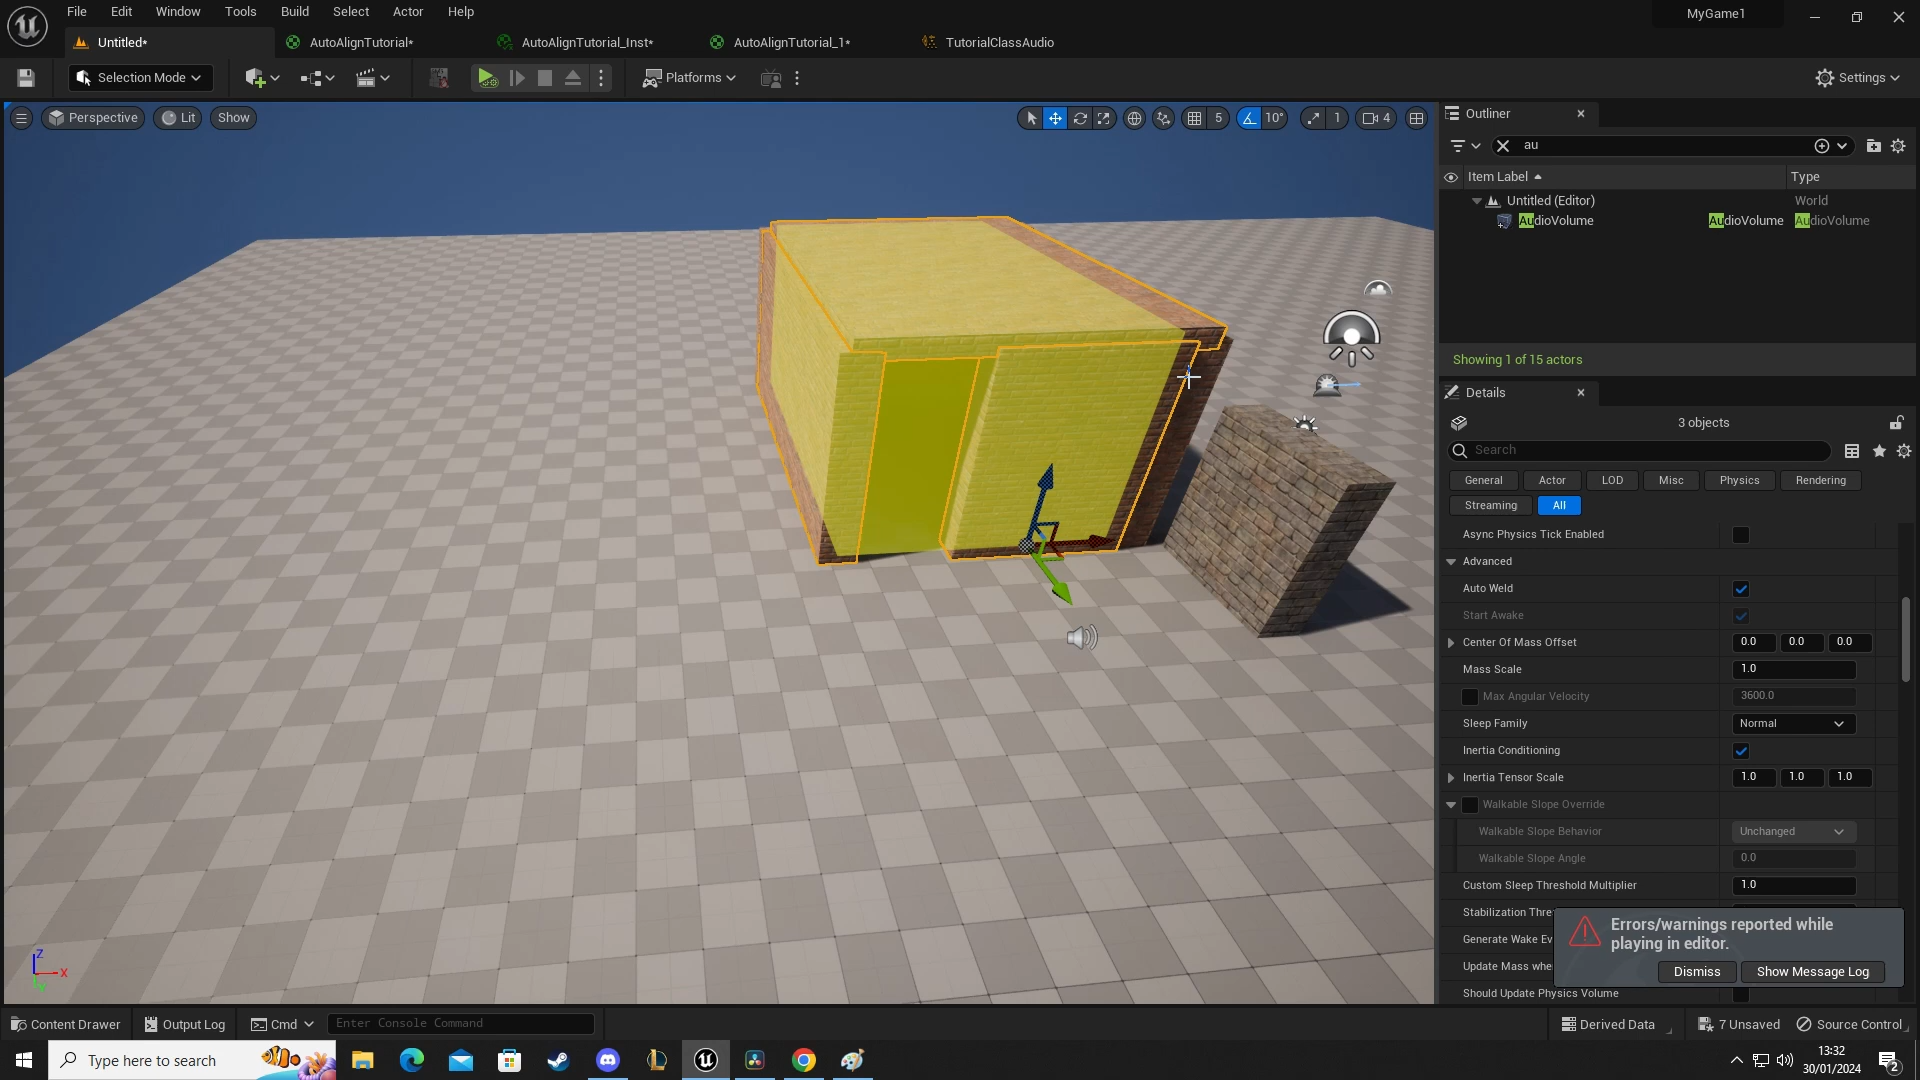 File Edit Window Tools Build Select Actor Help
MyGame1
Untitled* AutoAlignTutorial* AutoAlignTutorial_Inst* AutoAlignTutorial_1* TutorialClassAudio
Selection Mode Platforms Settings
Perspective Lit Show 5 10° 1 4
Outliner
au
Item Label Type
Untitled (Editor) World
AudioVolume AudioVolume AudioVolume
Showing 1 of 15 actors
Details
3 objects
Search
General Actor LOD Misc Physics Rendering
Streaming All
Async Physics Tick Enabled
Advanced
Auto Weld
Start Awake
Center Of Mass Offset 0.0 0.0 0.0
Mass Scale 1.0
Max Angular Velocity 3600.0
Sleep Family Normal
Inertia Conditioning
Inertia Tensor Scale 1.0 1.0 1.0
Walkable Slope Override
Walkable Slope Behavior Unchanged
Walkable Slope Angle 0.0
Custom Sleep Threshold Multiplier 1.0
Stabilization Thre
Generate Wake Ev
Update Mass whe
Should Update Physics Volume
Errors/warnings reported while
playing in editor.
Dismiss Show Message Log
Z
X
Y
Content Drawer Output Log Cmd Enter Console Command Derived Data 7 Unsaved Source Control
Type here to search
13:32
30/01/2024
2